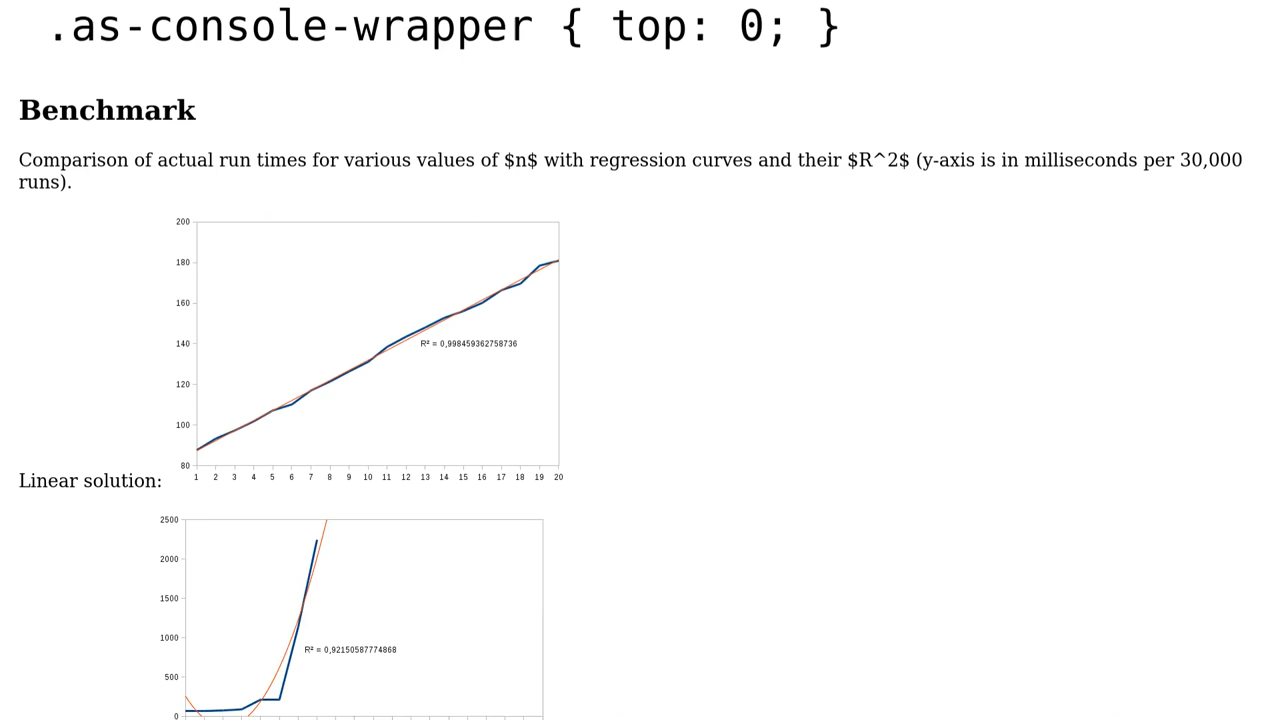 .as-console-wrapper { top: 0; }
Benchmark
Comparison of actual run times for various values of $n$ with regression curves and their $R^2$ (y-axis is in milliseconds per 30,000
runs).
200
180
160
140
R² = 0,998459362758736
120
100
80
1 2 3 4 5 6 7 8 9 10 11 12 13 14 15 16 17 18 19 20
Linear solution:
2500
2000
1500
1000
R² = 0,92150587774868
500
0